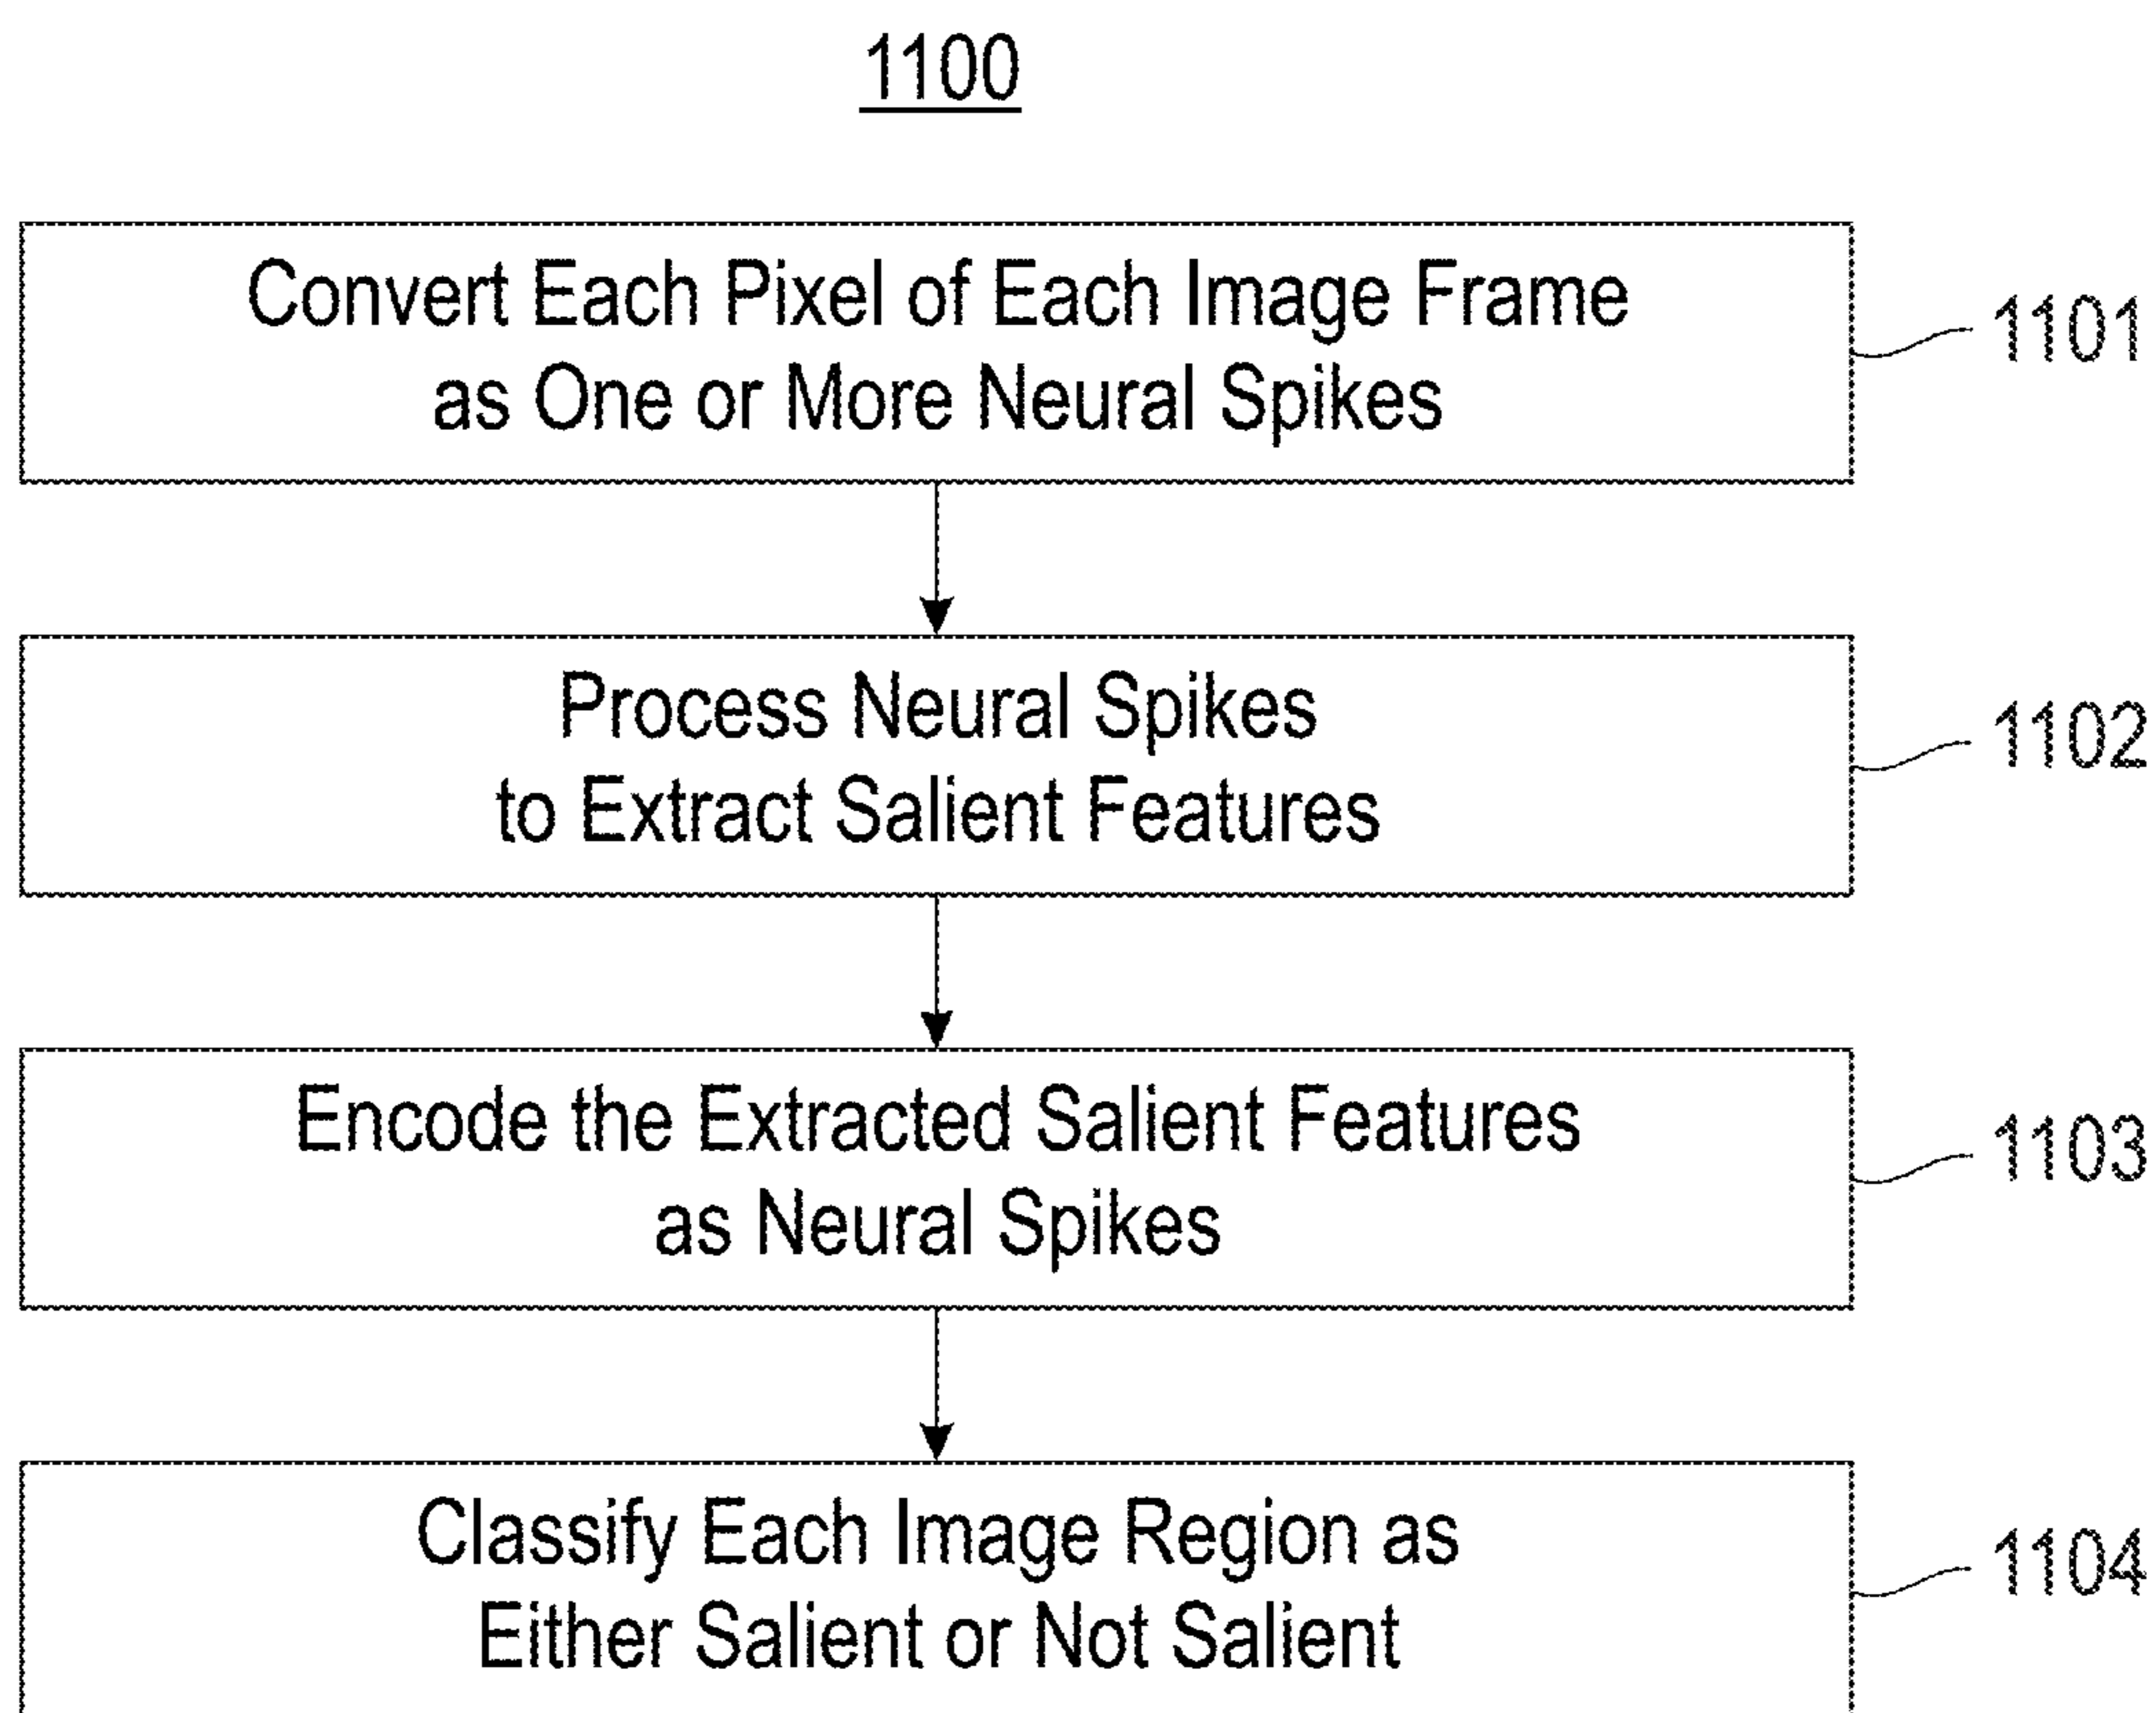 1100
Convert Each Pixel of Each Image Frame
as One or More Neural Spikes
1101
Process Neural Spikes
to Extract Salient Features
1102
Encode the Extracted Salient Features
as Neural Spikes
1103
Classify Each Image Region as
Either Salient or Not Salient
1104